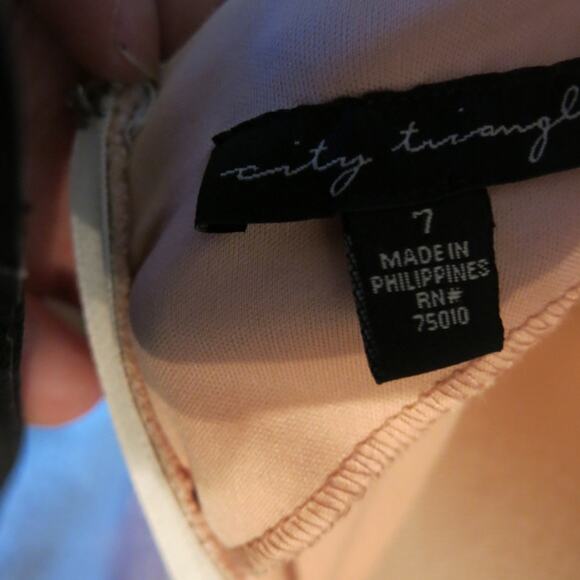 city triangl
7
MADE IN
PHILIPPINES
RN#
75010